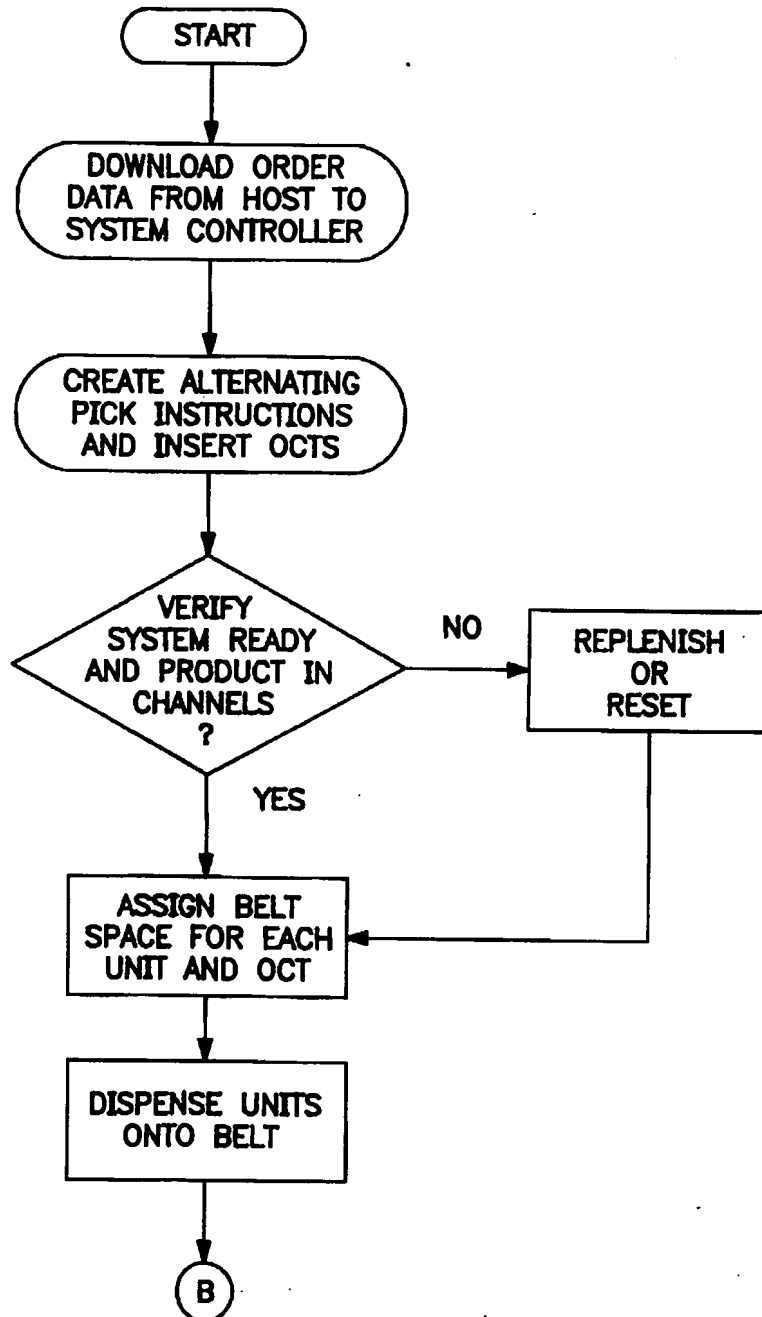 START
DOWNLOAD ORDER
DATA FROM HOST TO
SYSTEM CONTROLLER
CREATE ALTERNATING
PICK INSTRUCTIONS
AND INSERT OCTS
VERIFY
SYSTEM READY
AND PRODUCT IN
CHANNELS
?
NO
REPLENISH
OR
RESET
YES
ASSIGN BELT
SPACE FOR EACH
UNIT AND OCT
DISPENSE UNITS
ONTO BELT
B